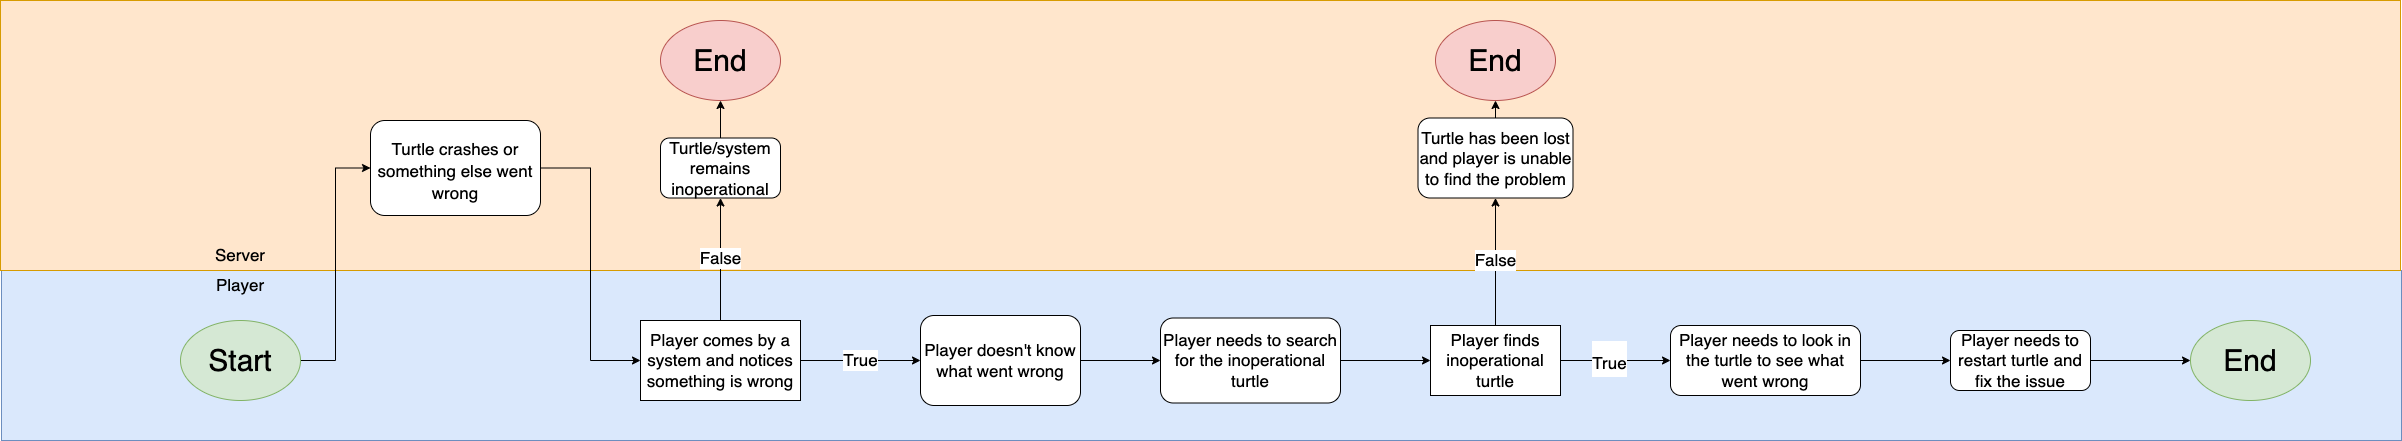 End
End
Turtle crashes or
something else went
wrong
Turtle/system
remains
inoperational
Turtle has been lost
and player is unable
to find the problem
Server
False
False
Player
Start
Player comes by a
system and notices
something is wrong
True
Player doesn't know
what went wrong
Player needs to search
for the inoperational
turtle
Player finds
inoperational
turtle
True
Player needs to look in
the turtle to see what
went wrong
Player needs to
restart turtle and
fix the issue
End